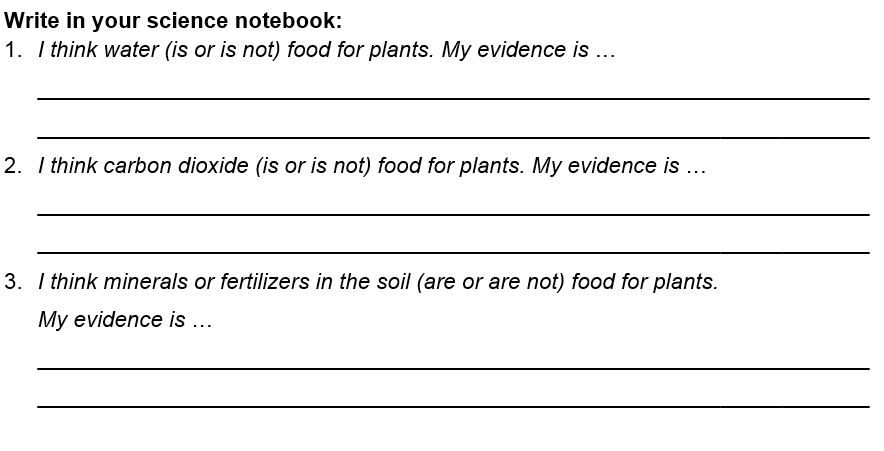 Write in your science notebook:
1. I think water (is or is not) food for plants. My evidence is …
2. I think carbon dioxide (is or is not) food for plants. My evidence is …
3. I think minerals or fertilizers in the soil (are or are not) food for plants.
My evidence is …